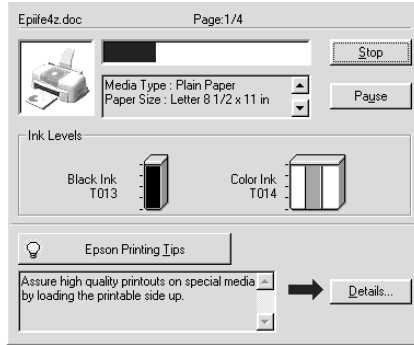 Epiife4z.doc Page:1/4
Stop
Media Type : Plain Paper
Paper Size : Letter 8 1/2 x 11 in
Pause
Ink Levels
Black Ink
T013
Color Ink
T014
Epson Printing Tips
Assure high quality printouts on special media
by loading the printable side up.
Details...